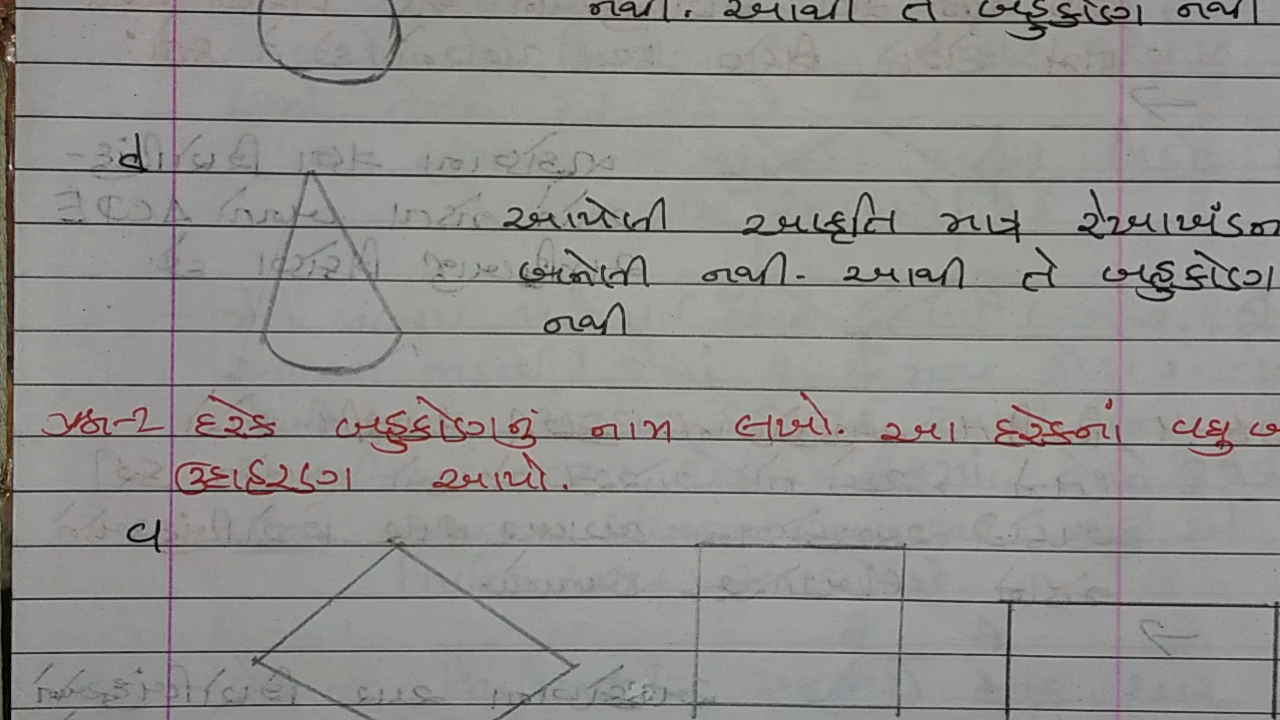 નથી. આથી તે બહુકોણ નથી
d
આપેલી આકૃતિ માત્ર રેખાખંડન
બનેલી નથી. આથી તે બહુકોણ
નથી
પ્રશ્ન-2 દરેક બહુકોણનું નામ લખો. આ દરેકનાં વધુ બ
ઉદાહરણ આપો.
a